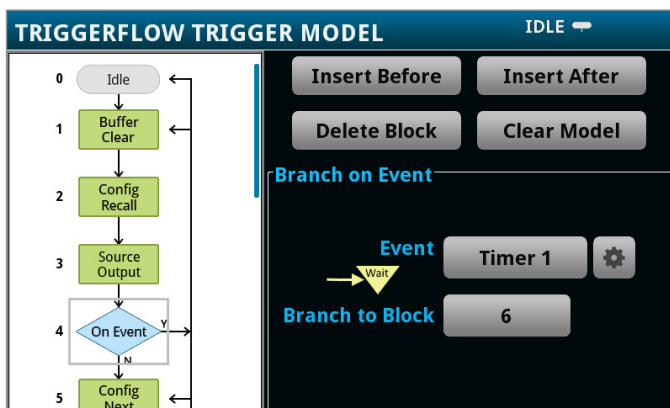 TRIGGERFLOW TRIGGER MODEL
IDLE
0
Idle
1
Buffer
Clear
2
Config
Recall
3
Source
Output
4
On Event
Y
N
5
Config
Next
Insert Before
Insert After
Delete Block
Clear Model
Branch on Event
Event
Timer 1
Wait
Branch to Block
6